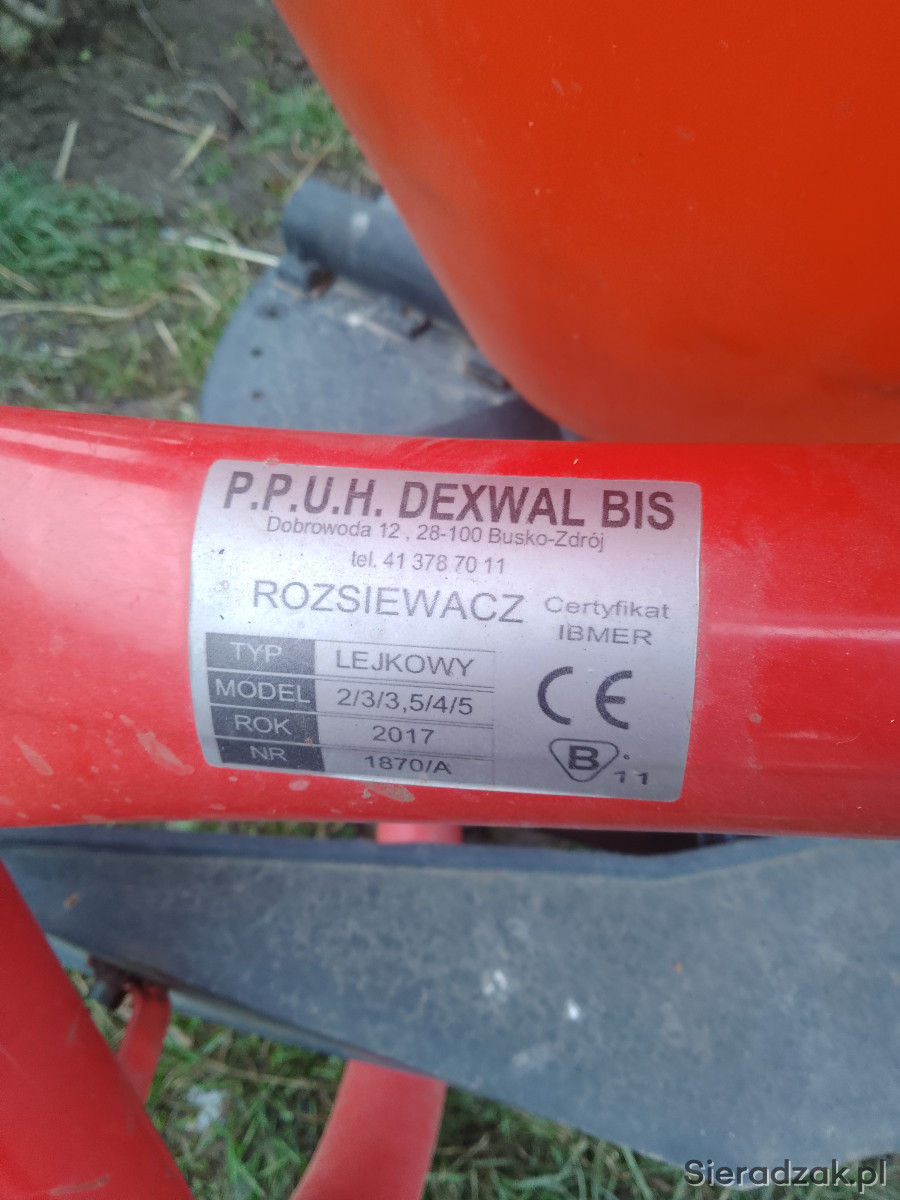 P.P.U.H. DEXWAL BIS
Dobrowoda 12 , 28-100 Busko-Zdrój
tel. 41 378 70 11
ROZSIEWACZ
Certyfikat
IBMER
TYP LEJKOWY
MODEL 2/3/3,5/4/5
ROK 2017
NR 1870/A
CE
B
11
Sieradzak.pl